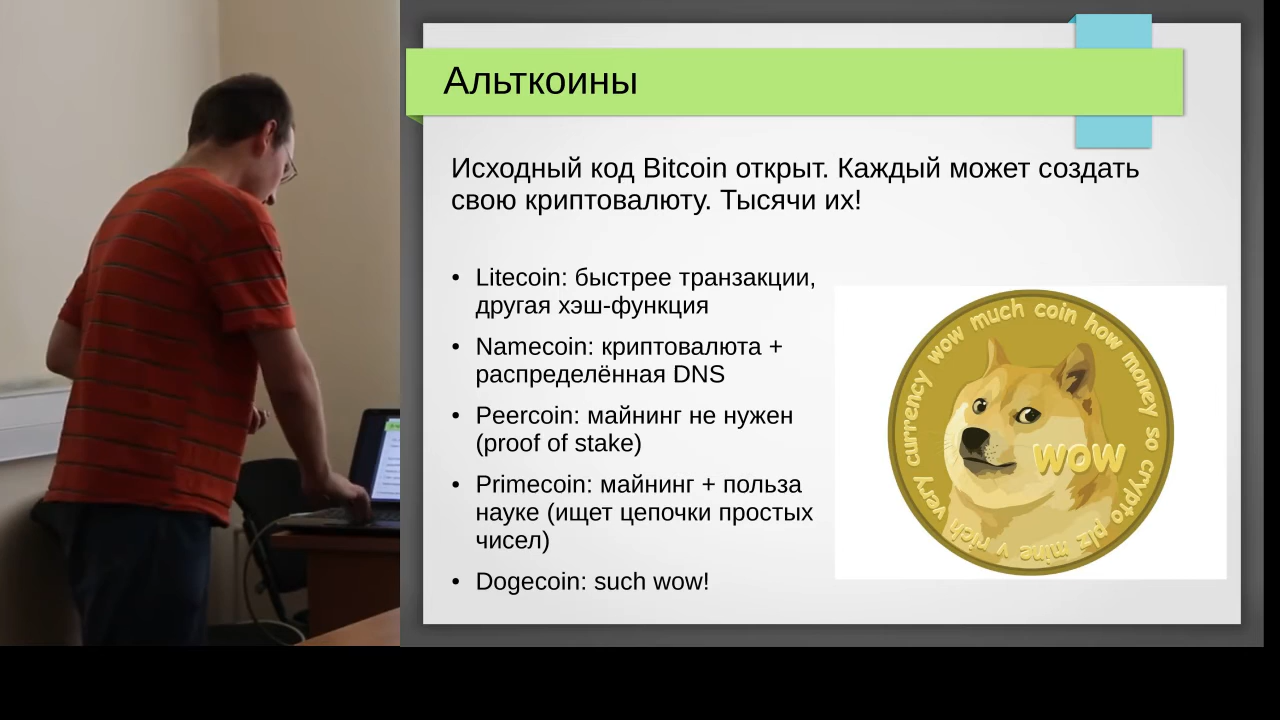 Альткоины
Исходный код Bitcoin открыт. Каждый может создать
свою криптовалюту. Тысячи их!
• Litecoin: быстрее транзакции,
другая хэш-функция
• Namecoin: криптовалюта +
распределённая DNS
• Peercoin: майнинг не нужен
(proof of stake)
• Primecoin: майнинг + польза
науке (ищет цепочки простых
чисел)
• Dogecoin: such wow!
very currency wow much coin how money so crypto plz mine v rich
wow